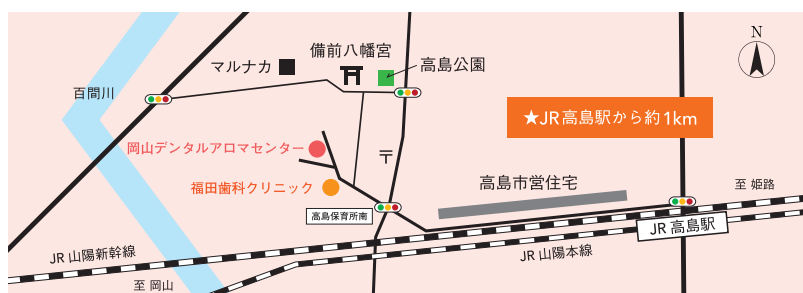 N
備前八幡宮
マルナカ
高島公園
百間川
★JR高島駅から約1km
岡山デンタルアロマセンター
〒
福田歯科クリニック
高島市営住宅
至 姫路
高島保育所南
JR 高島駅
JR 山陽新幹線
JR 山陽本線
至 岡山